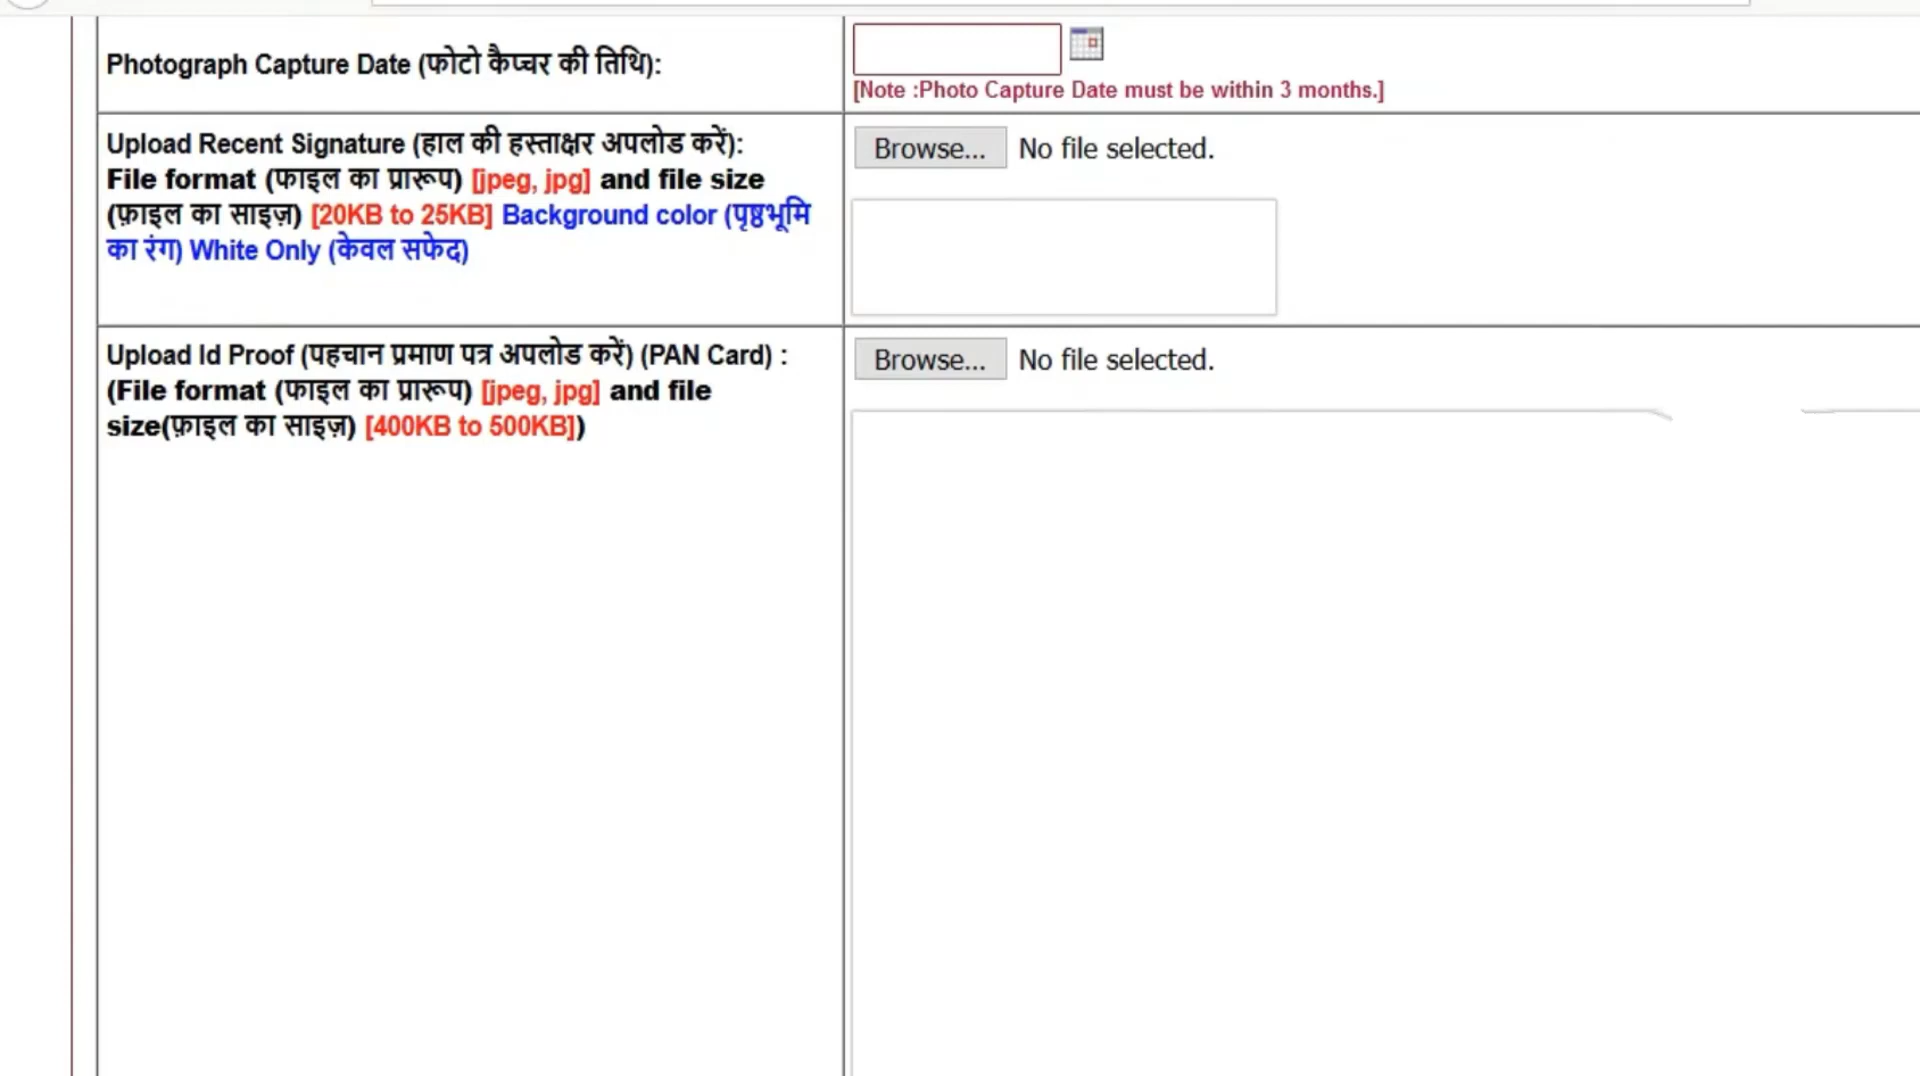 Photograph Capture Date (फोटो कैप्चर की तिथि):
[Note :Photo Capture Date must be within 3 months.]
Upload Recent Signature (हाल की हस्ताक्षर अपलोड करें):
File format (फाइल का प्रारूप) [jpeg, jpg] and file size
(फ़ाइल का साइज़) [20KB to 25KB] Background color (पृष्ठभूमि
का रंग) White Only (केवल सफेद)
Browse... No file selected.
Upload Id Proof (पहचान प्रमाण पत्र अपलोड करें) (PAN Card) :
(File format (फाइल का प्रारूप) [jpeg, jpg] and file
size(फ़ाइल का साइज़) [400KB to 500KB])
Browse... No file selected.